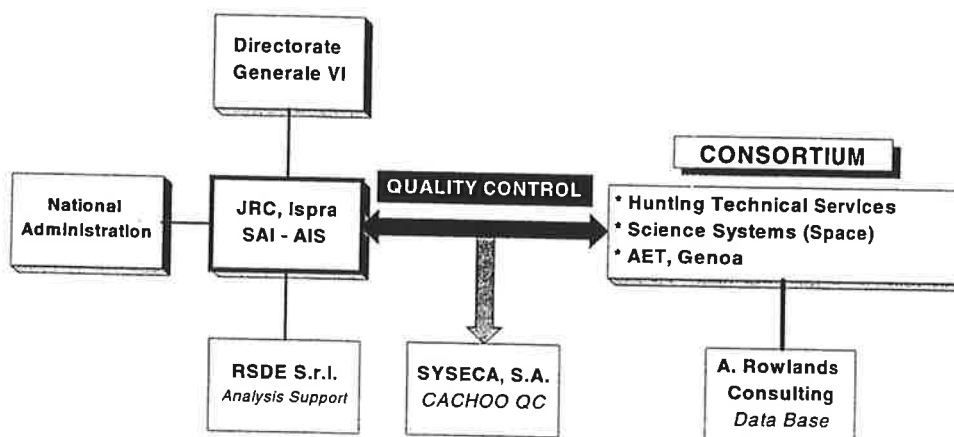 Directorate
Generale VI
CONSORTIUM
QUALITY CONTROL
National
Administration
JRC, Ispra
SAI - AIS
* Hunting Technical Services
* Science Systems (Space)
* AET, Genoa
RSDE S.r.l.
Analysis Support
SYSECA, S.A.
CACHOO QC
A. Rowlands
Consulting
Data Base